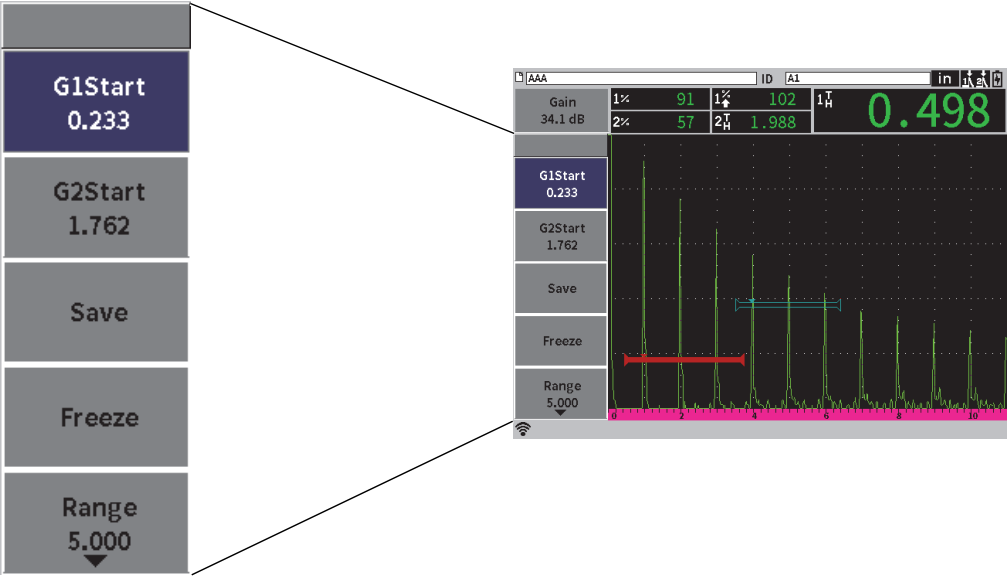 G1Start
0.233
G2Start
1.762
Save
Freeze
Range
5.000
AAA
ID
A1
in
1
2
Gain
34.1 dB
1%
91
1%
102
1T
H
0.498
2%
57
2T
H
1.988
G1Start
0.233
G2Start
1.762
Save
Freeze
Range
5.000
0 2 4 6 8 10